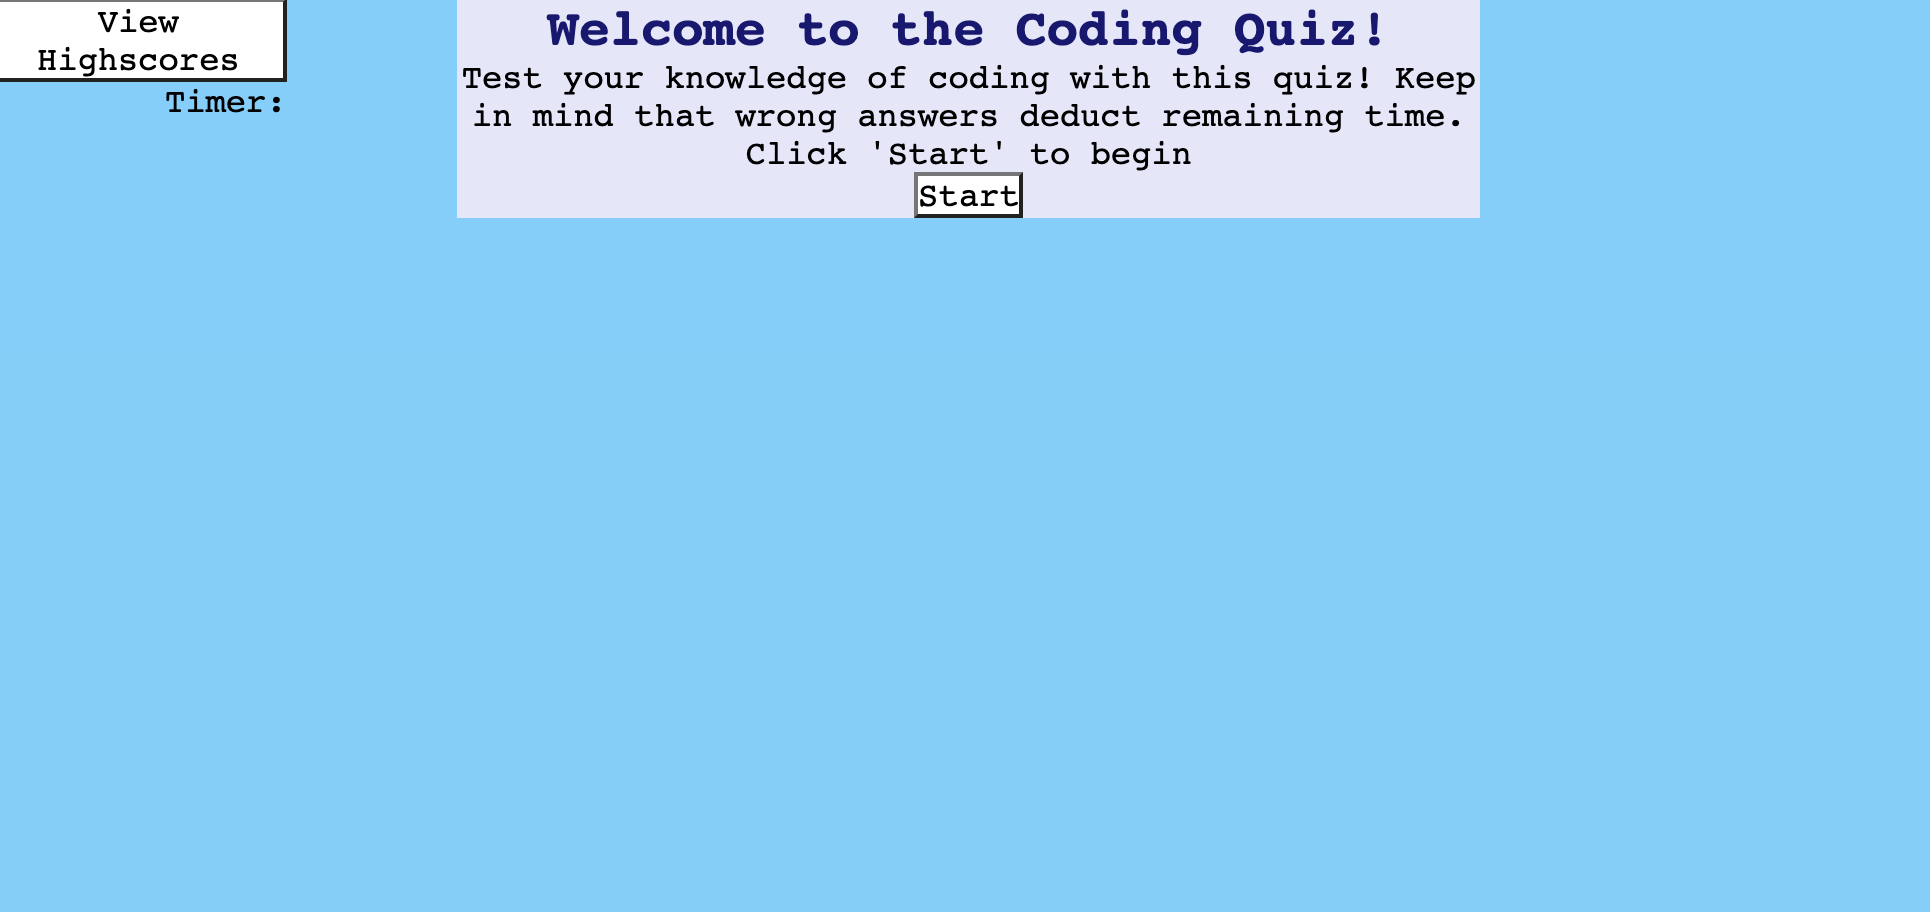 View
Highscores
Timer:
Welcome to the Coding Quiz!
Test your knowledge of coding with this quiz! Keep
in mind that wrong answers deduct remaining time.
Click 'Start' to begin
Start